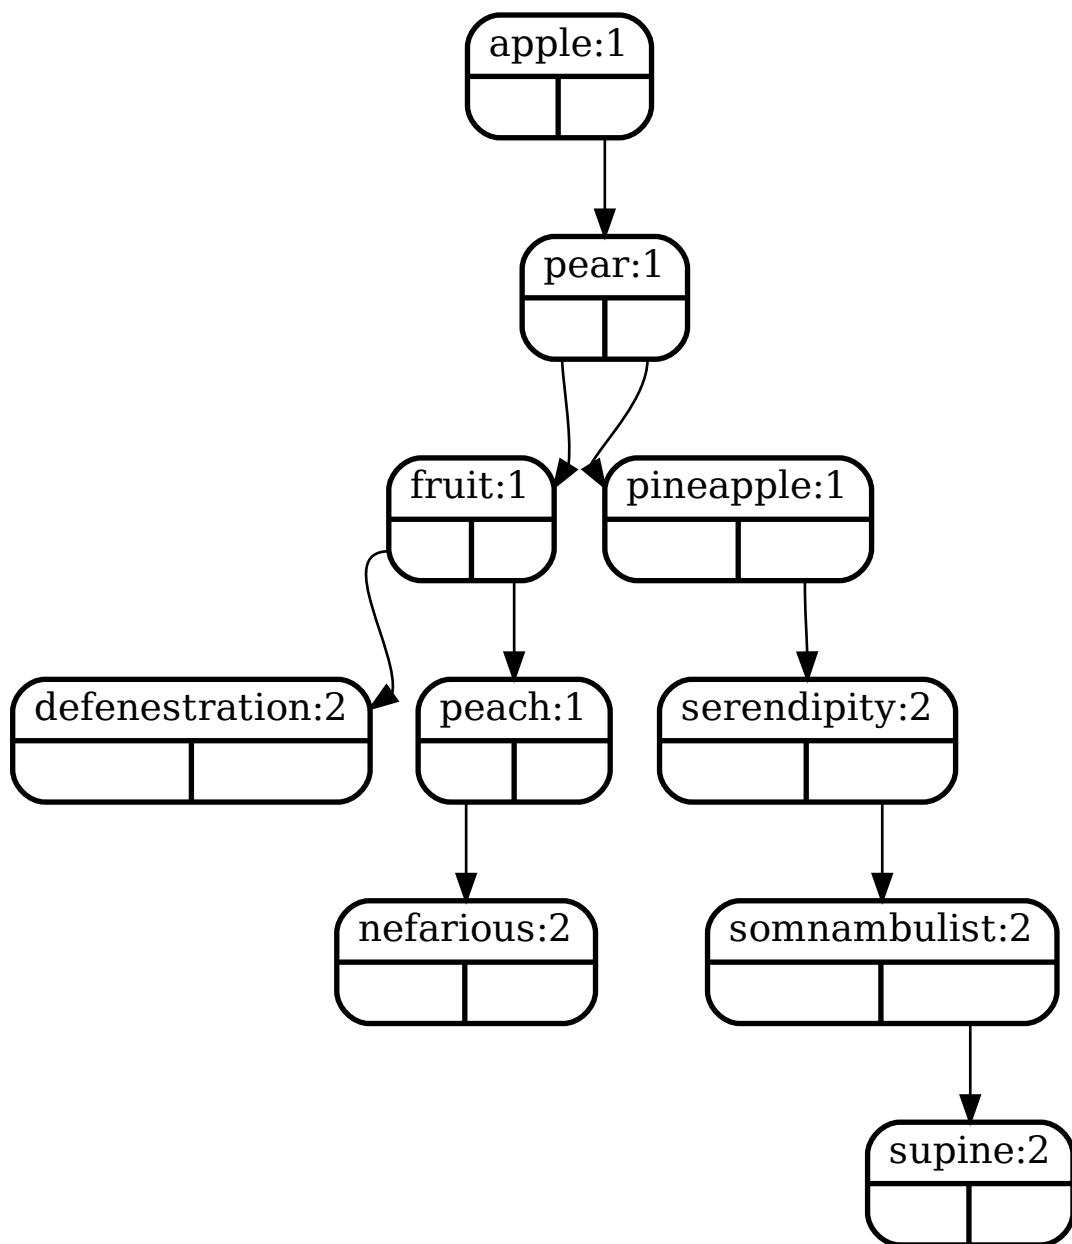 apple:1
pear:1
fruit:1
pineapple:1
defenestration:2
peach:1
serendipity:2
nefarious:2
somnambulist:2
supine:2